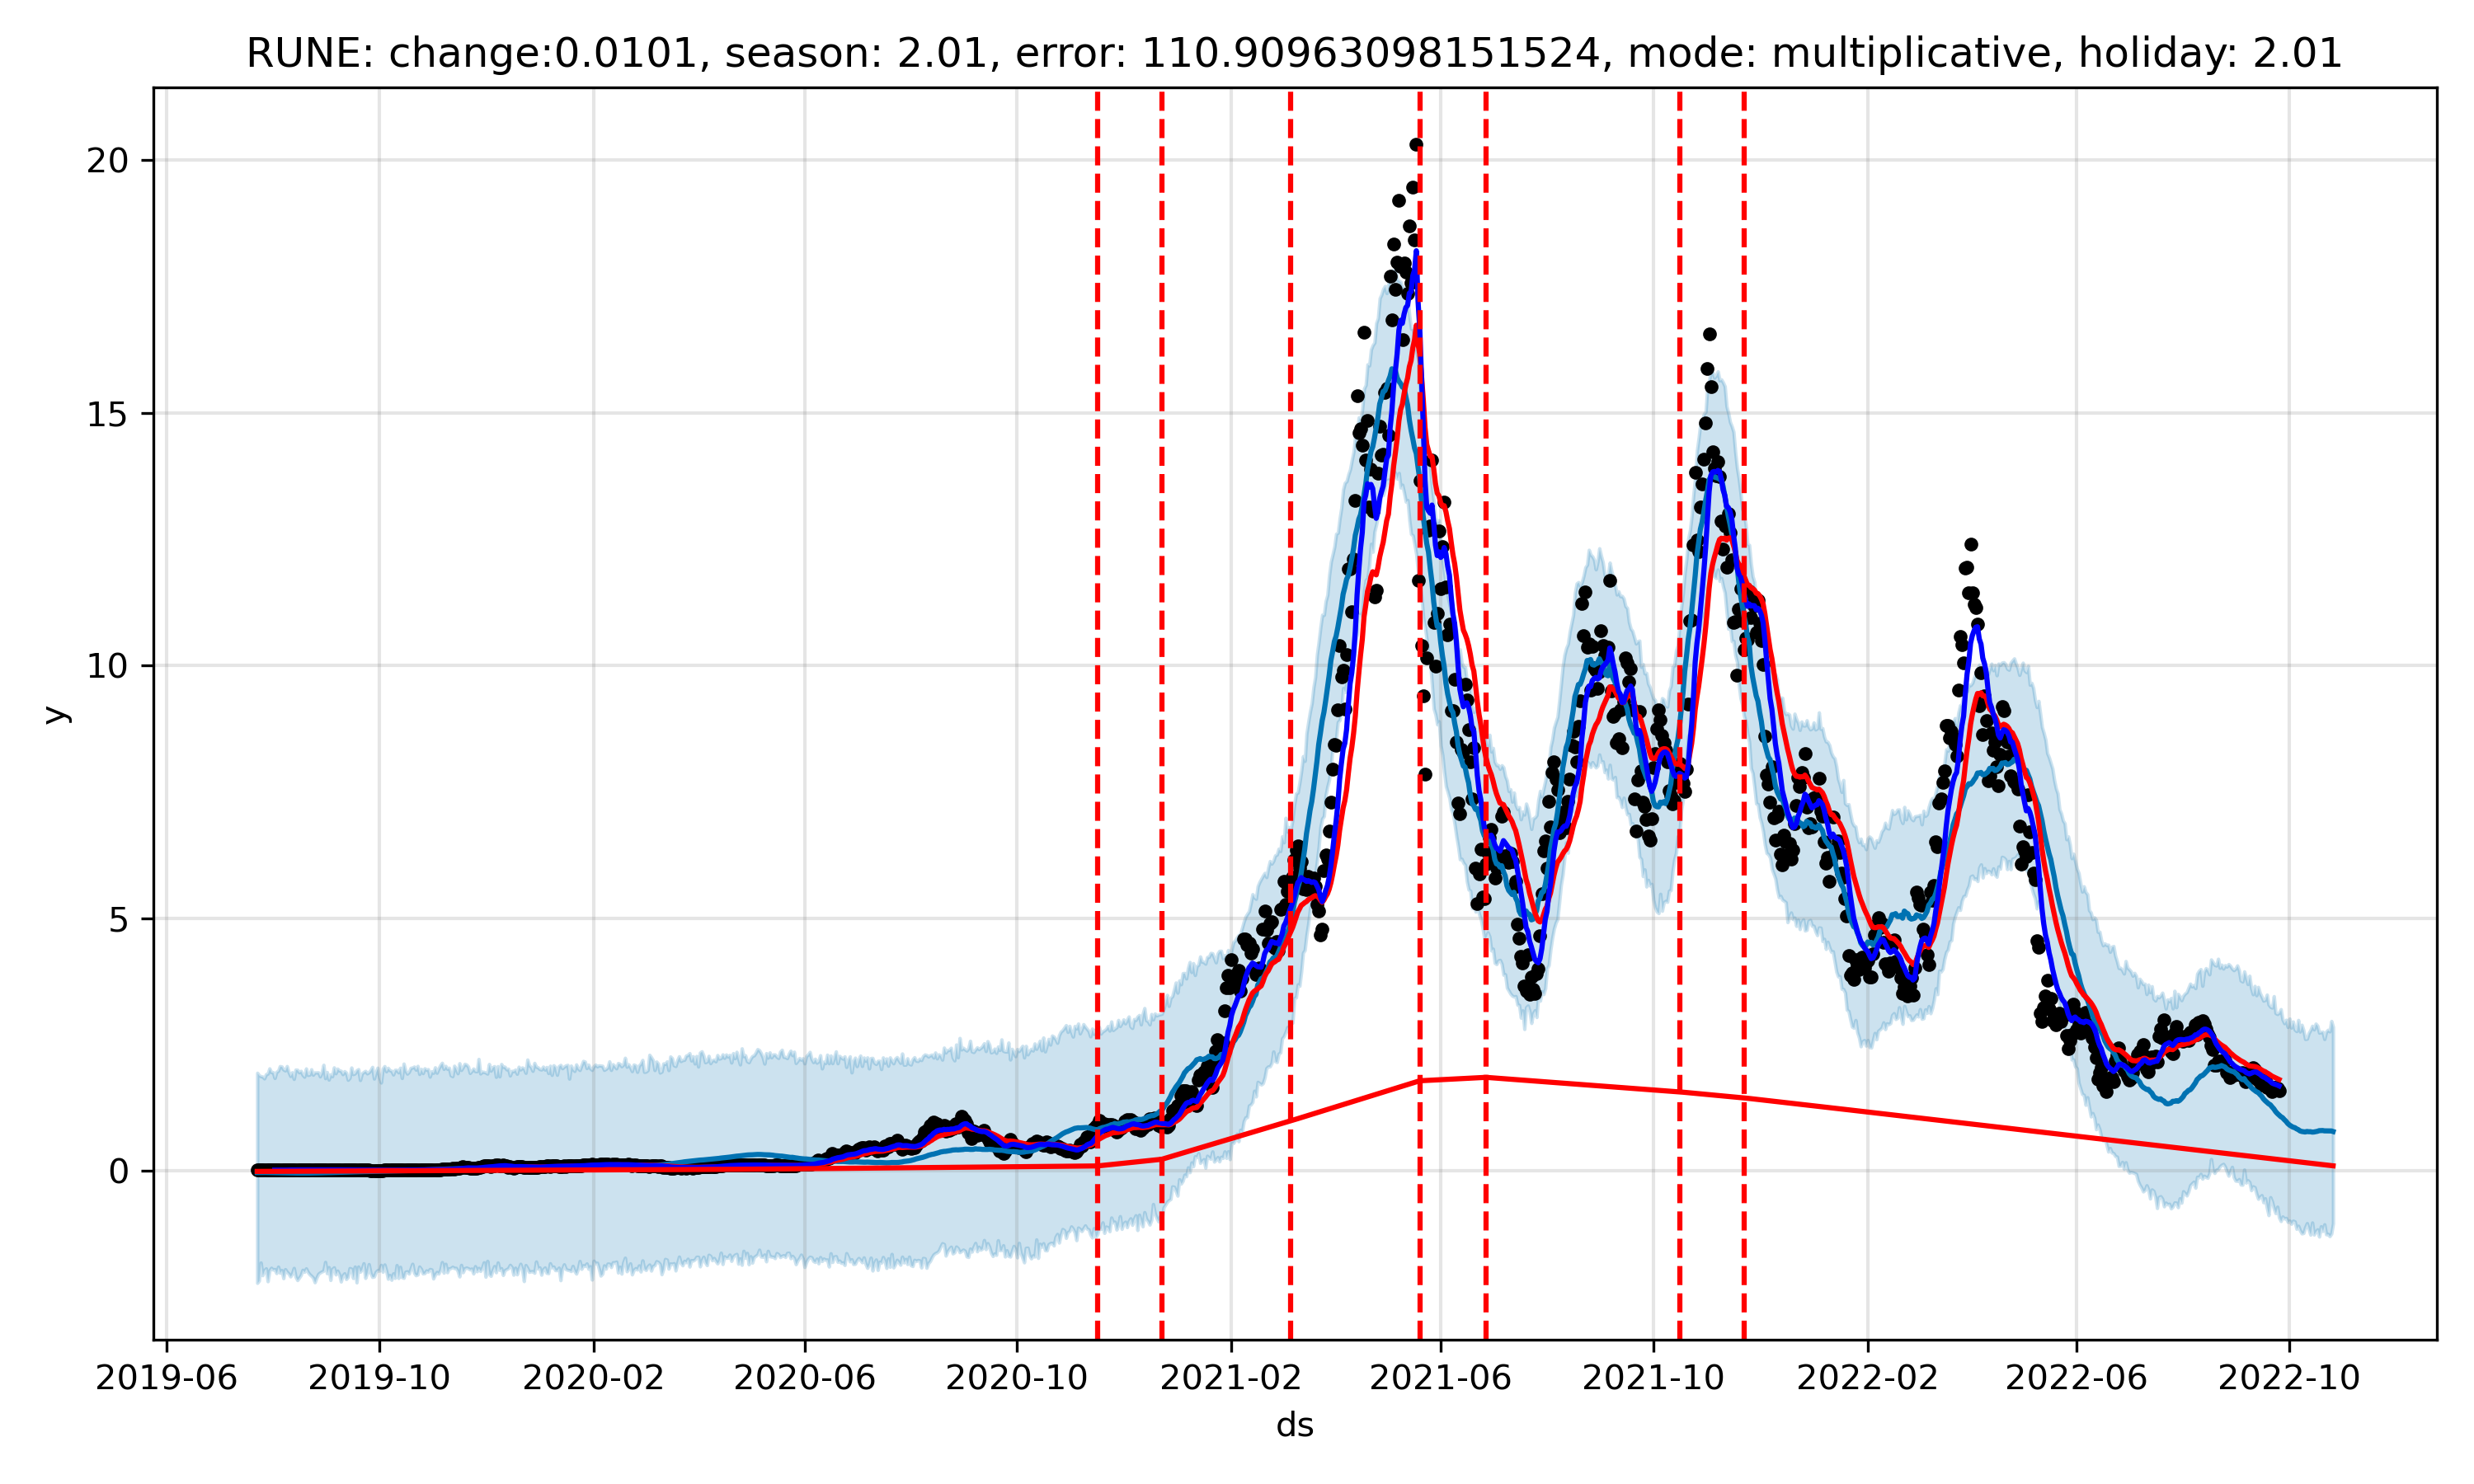 RUNE: change:0.0101, season: 2.01, error: 110.90963098151524, mode: multiplicative, holiday: 2.01
20
15
10
5
0
y
2019-06 2019-10 2020-02 2020-06 2020-10 2021-02 2021-06 2021-10 2022-02 2022-06 2022-10
ds